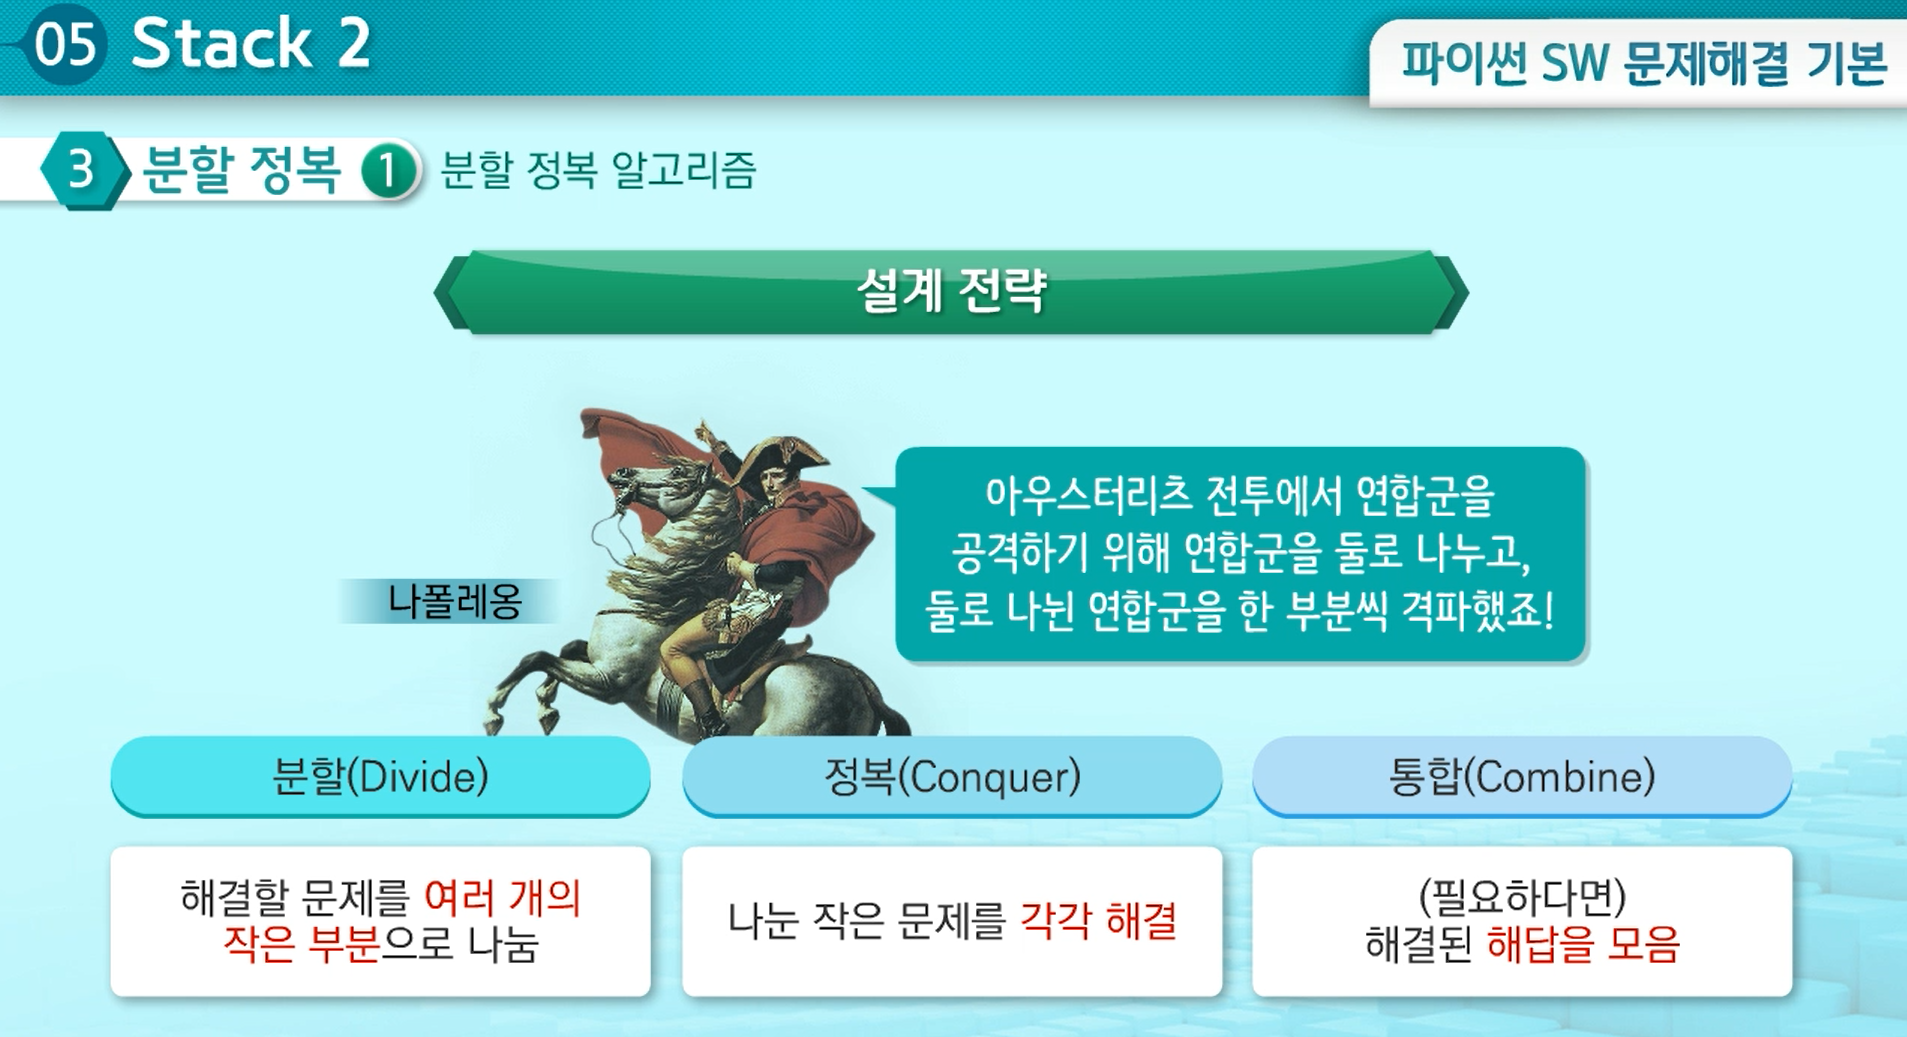 05 Stack 2
파이썬 SW 문제해결 기본
3 분할 정복 1 분할 정복 알고리즘
설계 전략
아우스터리츠 전투에서 연합군을
공격하기 위해 연합군을 둘로 나누고,
둘로 나뉜 연합군을 한 부분씩 격파했죠!
나폴레옹
분할(Divide)
해결할 문제를 여러 개의
작은 부분으로 나눔
정복(Conquer)
나눈 작은 문제를 각각 해결
통합(Combine)
(필요하다면)
해결된 해답을 모음